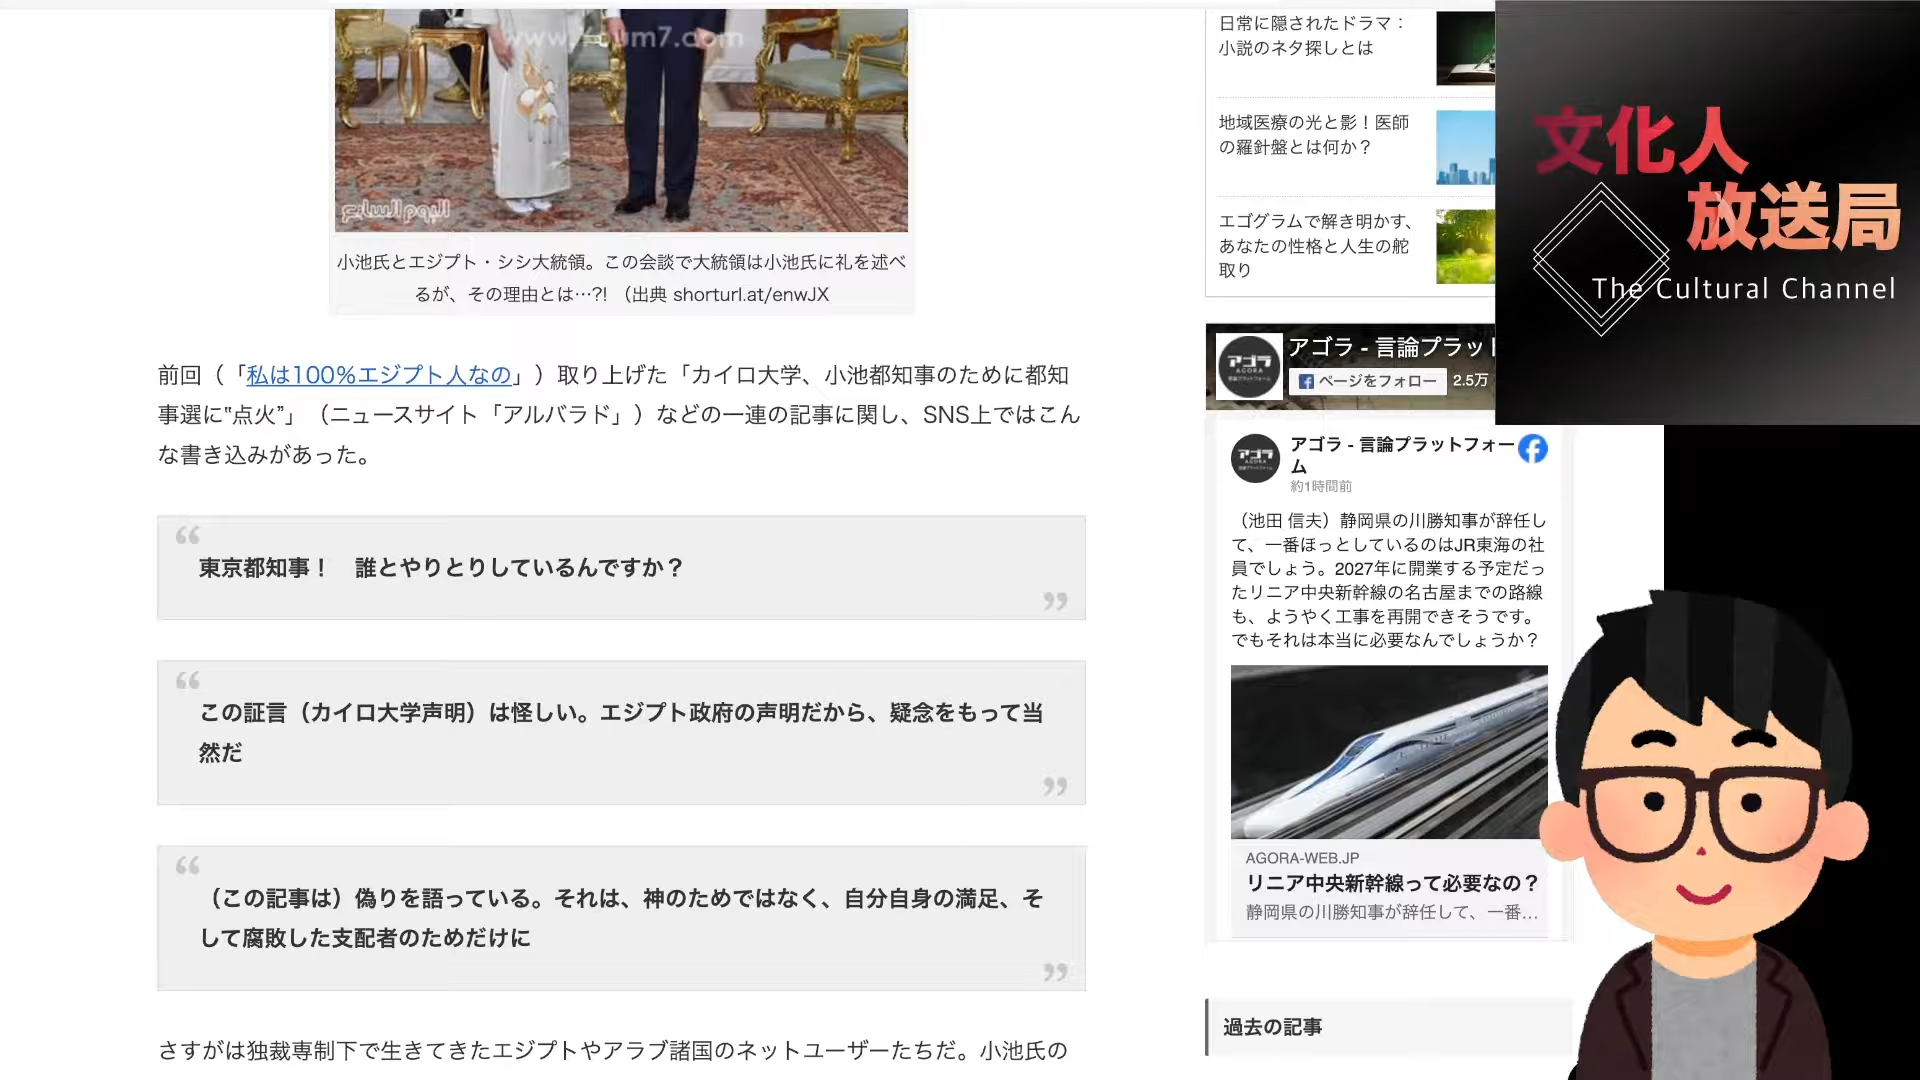 www.Youm7.com
اليوم السابع
小池氏とエジプト・シシ大統領。この会談で大統領は小池氏に礼を述べ
るが、その理由とは…?! （出典 shorturl.at/enwJX
前回（「私は100％エジプト人なの」）取り上げた「カイロ大学、小池都知事のために都知
事選に‟点火”」（ニュースサイト「アルバラド」）などの一連の記事に関し、SNS上ではこん
な書き込みがあった。
“
東京都知事！　誰とやりとりしているんですか？
”
“
この証言（カイロ大学声明）は怪しい。エジプト政府の声明だから、疑念をもって当
然だ
”
“
（この記事は）偽りを語っている。それは、神のためではなく、自分自身の満足、そ
して腐敗した支配者のためだけに
”
さすがは独裁専制下で生きてきたエジプトやアラブ諸国のネットユーザーたちだ。小池氏の
日常に隠されたドラマ：
小説のネタ探しとは
地域医療の光と影！医師
の羅針盤とは何か？
エゴグラムで解き明かす、
あなたの性格と人生の舵
取り
アゴラ AGORA
アゴラ - 言論プラット
ページをフォロー 2.5万
アゴラ AGORA
アゴラ - 言論プラットフォー
ム
約1時間前
（池田 信夫）静岡県の川勝知事が辞任し
て、一番ほっとしているのはJR東海の社
員でしょう。2027年に開業する予定だっ
たリニア中央新幹線の名古屋までの路線
も、ようやく工事を再開できそうです。
でもそれは本当に必要なんでしょうか？
AGORA-WEB.JP
リニア中央新幹線って必要なの？
静岡県の川勝知事が辞任して、一番…
過去の記事
文化人
放送局
The Cultural Channel